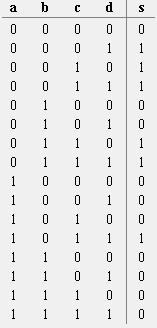 a b c d s
0 0 0 0 0
0 0 0 1 1
0 0 1 0 1
0 0 1 1 1
0 1 0 0 0
0 1 0 1 0
0 1 1 0 1
0 1 1 1 1
1 0 0 0 0
1 0 0 1 0
1 0 1 0 0
1 0 1 1 1
1 1 0 0 0
1 1 0 1 0
1 1 1 0 0
1 1 1 1 0